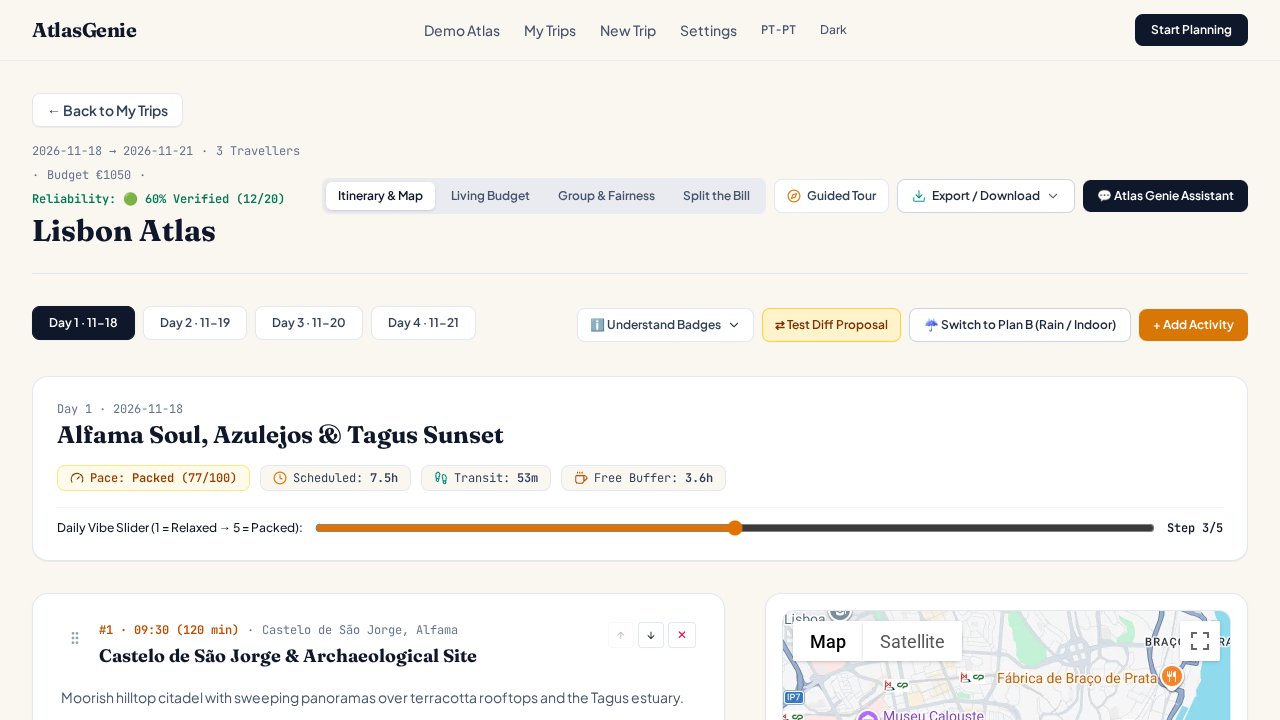 AtlasGenie
Demo Atlas
My Trips
New Trip
Settings
PT-PT
Dark
Start Planning
← Back to My Trips
2026-11-18 → 2026-11-21 · 3 Travellers
· Budget €1050 ·
Reliability: 🟢 60% Verified (12/20)
Lisbon Atlas
Itinerary & Map
Living Budget
Group & Fairness
Split the Bill
Guided Tour
Export / Download
💬 Atlas Genie Assistant
Day 1 · 11-18
Day 2 · 11-19
Day 3 · 11-20
Day 4 · 11-21
ℹ️ Understand Badges
⇄ Test Diff Proposal
☔ Switch to Plan B (Rain / Indoor)
+ Add Activity
Day 1 · 2026-11-18
Alfama Soul, Azulejos & Tagus Sunset
Pace: Packed (77/100)
Scheduled: 7.5h
Transit: 53m
Free Buffer: 3.6h
Daily Vibe Slider (1 = Relaxed → 5 = Packed):
Step 3/5
#1 · 09:30 (120 min) · Castelo de São Jorge, Alfama
↑
↓
✕
Castelo de São Jorge & Archaeological Site
Moorish hilltop citadel with sweeping panoramas over terracotta rooftops and the Tagus estuary.
Lisboa
Map
Satellite
Fábrica de Braço de Prata
IP7
Museu Calouste